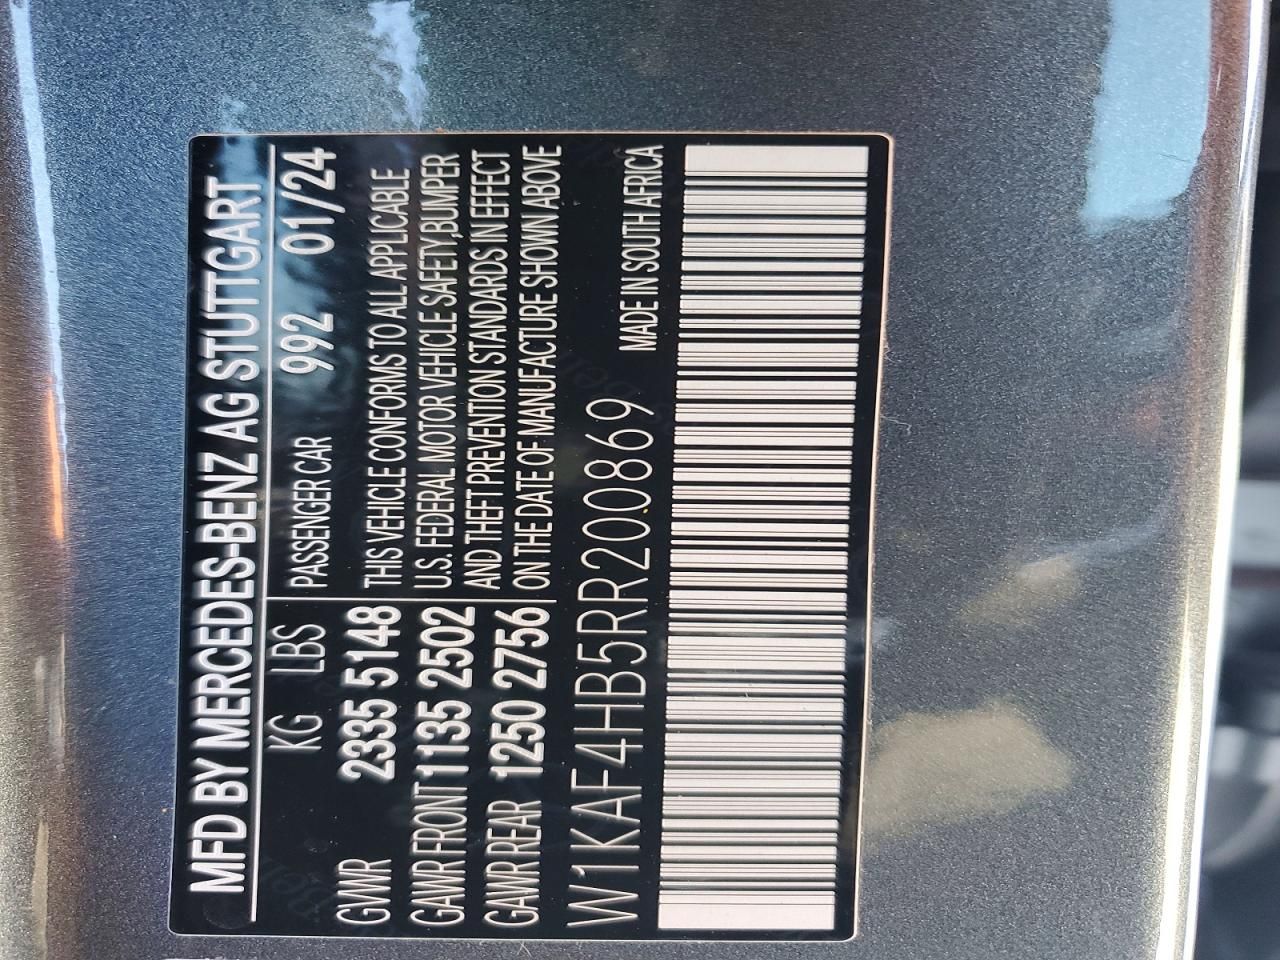 MFD BY MERCEDES-BENZ AG STUTTGART
KG LBS PASSENGER CAR 992 01/24
GVWR 2335 5148 THIS VEHICLE CONFORMS TO ALL APPLICABLE
GAWR FRONT 1135 2502 U.S. FEDERAL MOTOR VEHICLE SAFETY,BUMPER
GAWR REAR 1250 2756 AND THEFT PREVENTION STANDARDS IN EFFECT
ON THE DATE OF MANUFACTURE SHOWN ABOVE
W1KAF4HB5RR200869
MADE IN SOUTH AFRICA